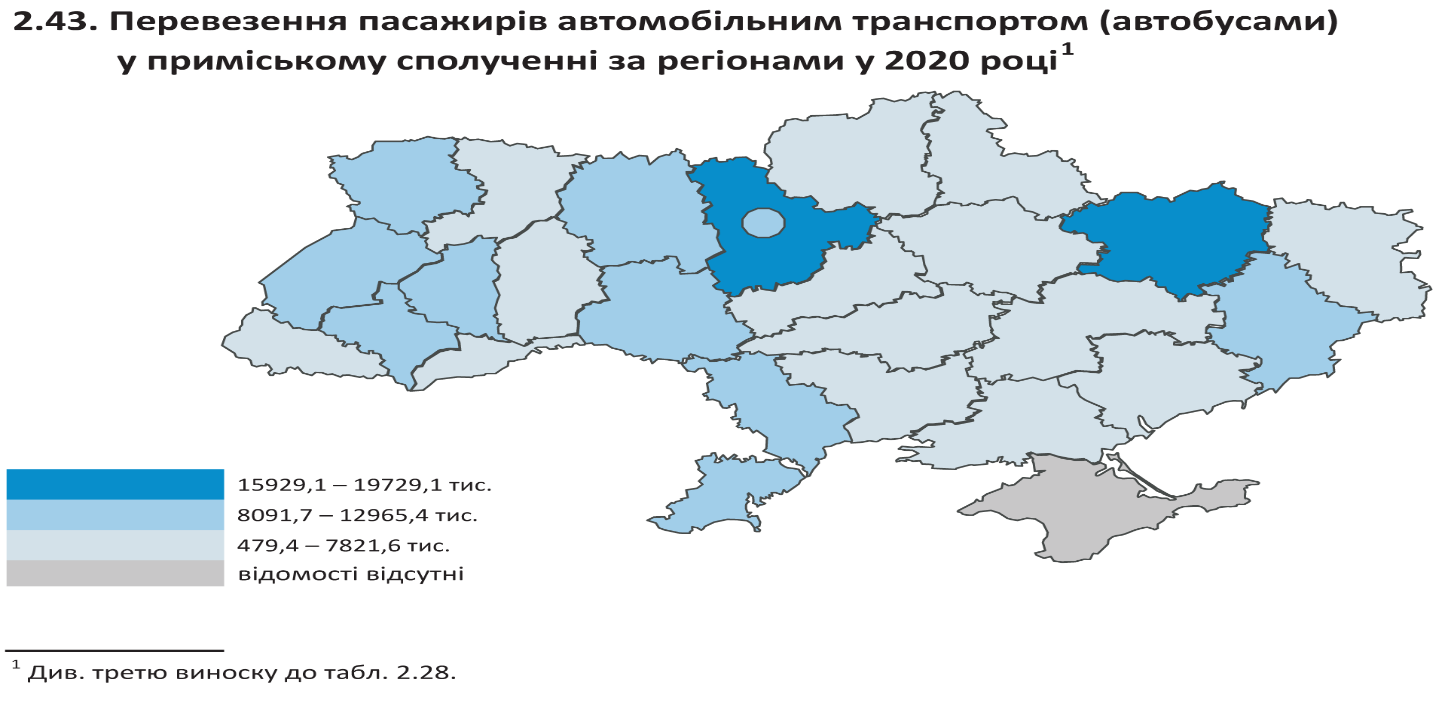 2.43. Перевезення пасажирів автомобільним транспортом (автобусами)
у приміському сполученні за регіонами у 2020 році¹
15929,1 – 19729,1 тис.
8091,7 – 12965,4 тис.
479,4 – 7821,6 тис.
відомості відсутні
¹ Див. третю виноску до табл. 2.28.